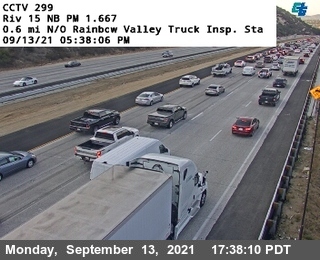 CCTV 299
Riv 15 NB PM 1.667
0.6 mi N/O Rainbow Valley Truck Insp. Sta
09/13/21 05:38:06 PM
Monday, September 13, 2021 17:38:10 PDT